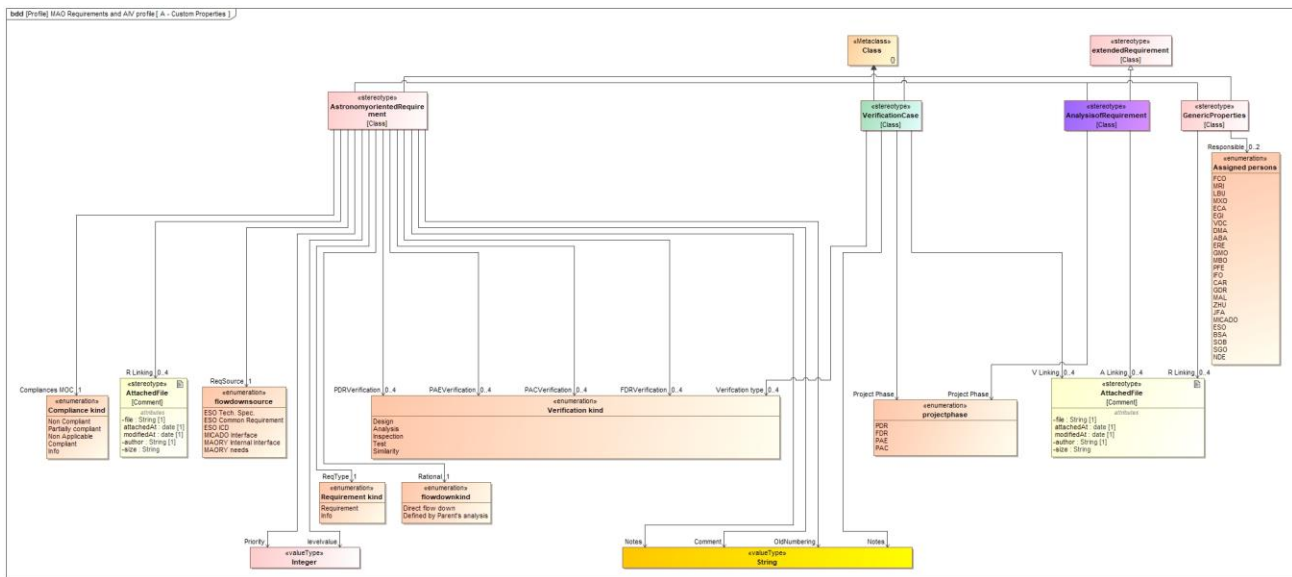 bdd [Profile] MAO Requirements and AIV profile [ A - Custom Properties ]
«Metaclass»
Class
{}
«stereotype»
extendedRequirement
[Class]
«stereotype»
AstronomyorientedRequire
ment
[Class]
«stereotype»
VerificationCase
[Class]
«stereotype»
AnalysisofRequirement
[Class]
«stereotype»
GenericProperties
[Class]
Responsible 0..2
«enumeration»
Assigned persons
FCO
MRI
LBU
MXO
ECA
EGI
VDC
DMA
ABA
ERE
GMO
MBO
PFE
IFO
CAR
GDR
MAL
ZHU
JFA
MICADO
ESO
BSA
SOB
SGO
NDE
Compliances MOC 1
«enumeration»
Compliance kind
Non Compliant
Partially compliant
Non Applicable
Compliant
Info
R Linking 0..4
«stereotype»
AttachedFile
[Comment]
attributes
-file : String [1]
attachedAt : date [1]
modifiedAt : date [1]
-author : String [1]
-size : String
ReqSource 1
«enumeration»
flowdownsource
ESO Tech. Spec.
ESO Common Requirement
ESO ICD
MICADO Interface
MAORY Internal Interface
MAORY needs
PDRVerification 0..4
PAEVerification 0..4
PACVerification 0..4
FDRVerification 0..4
Verifcation type 0..4
«enumeration»
Verification kind
Design
Analysis
Inspection
Test
Similarity
Project Phase
Project Phase
«enumeration»
projectphase
PDR
FDR
PAE
PAC
V Linking 0..4
A Linking 0..4
R Linking 0..4
«stereotype»
AttachedFile
[Comment]
attributes
-file : String [1]
attachedAt : date [1]
modifiedAt : date [1]
-author : String [1]
-size : String
ReqType 1
«enumeration»
Requirement kind
Requirement
Info
Rational 1
«enumeration»
flowdownkind
Direct flow down
Defined by Parent's analysis
Priority
levelvalue
«valueType»
Integer
Notes
Comment
OldNumbering
Notes
«valueType»
String